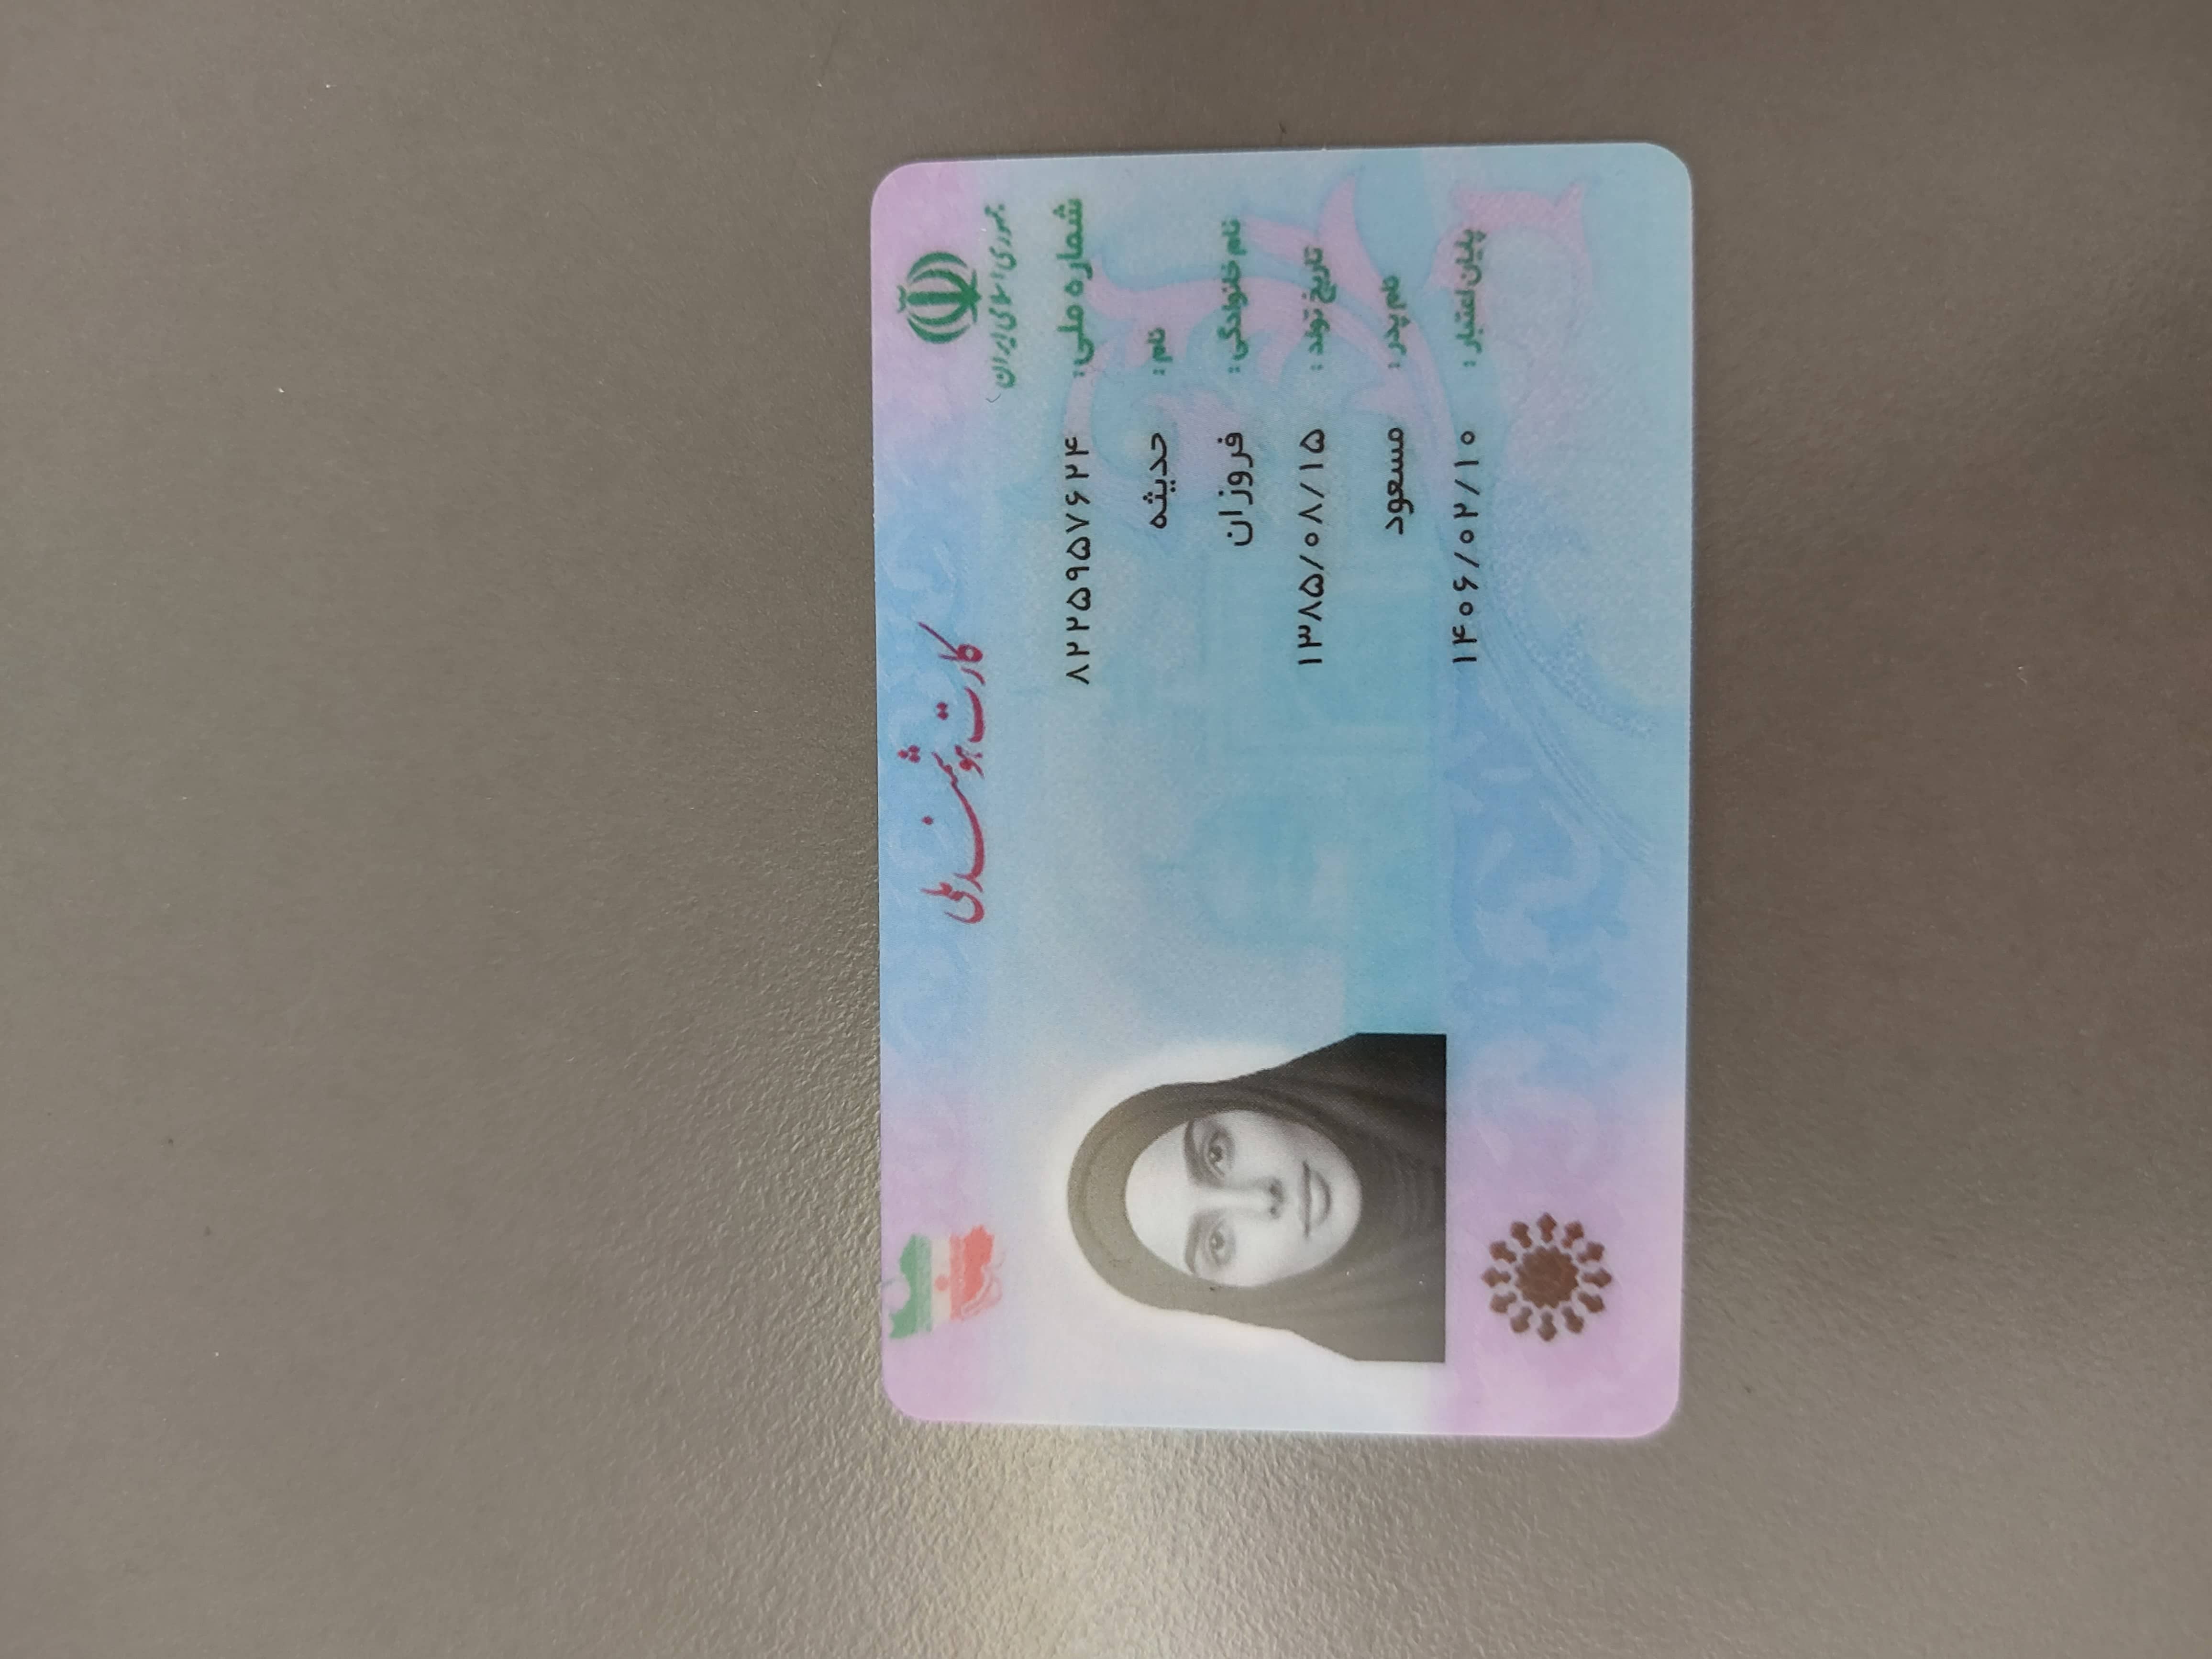 جمهوری اسلامی ایران
کارت هوشمند ملی
شماره ملی: ۸۲۲۵۹۵۷۶۲۴
نام: حدیثه
نام خانوادگی: فروزان
تاریخ تولد: ۱۳۸۵/۰۸/۱۵
نام پدر: مسعود
پایان اعتبار: ۱۴۰۶/۰۲/۱۰